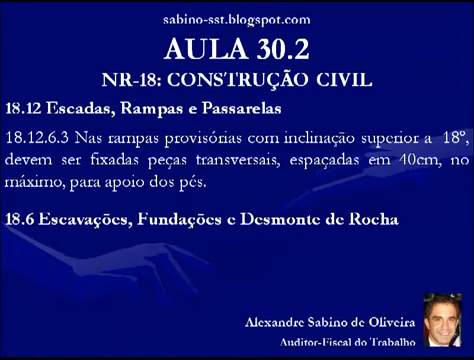 sabino-sst.blogspot.com
AULA 30.2
NR-18: CONSTRUÇÃO CIVIL
18.12 Escadas, Rampas e Passarelas
18.12.6.3 Nas rampas provisórias com inclinação superior a 18º,
devem ser fixadas peças transversais, espaçadas em 40cm, no
máximo, para apoio dos pés.
18.6 Escavações, Fundações e Desmonte de Rocha
Alexandre Sabino de Oliveira
Auditor-Fiscal do Trabalho